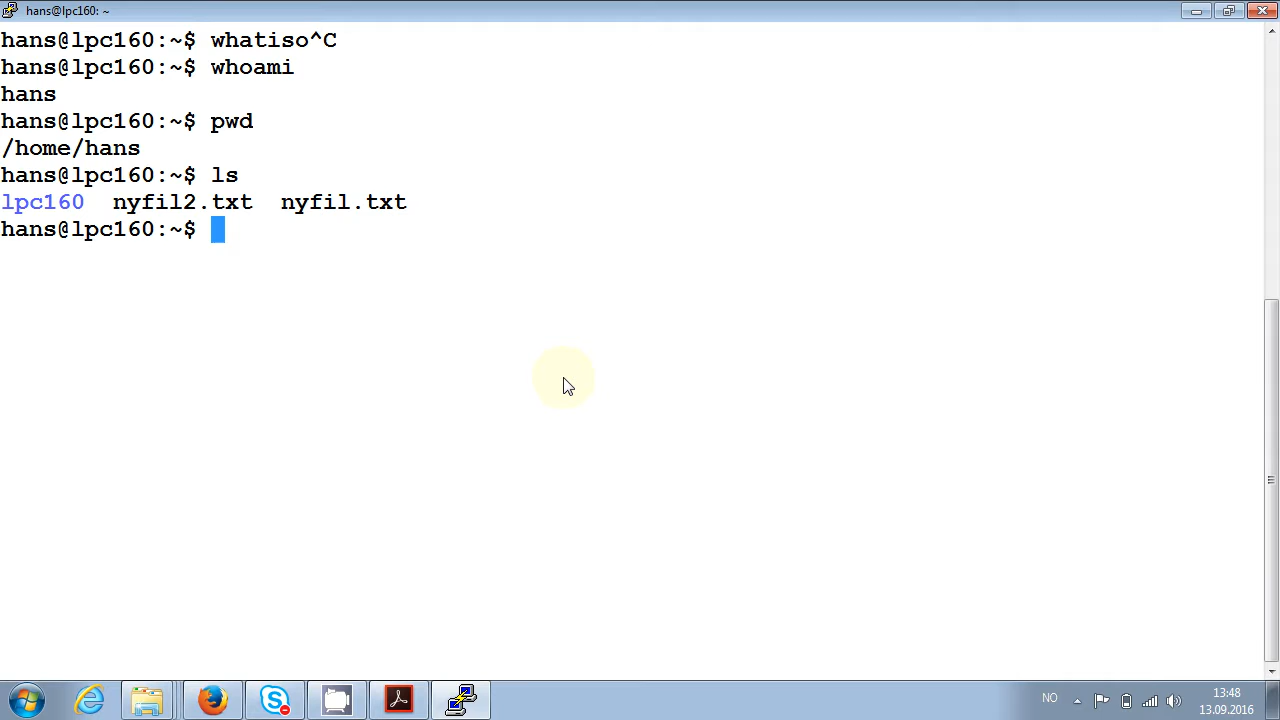 hans@lpc160: ~
hans@lpc160:~$ whatiso^C
hans@lpc160:~$ whoami
hans
hans@lpc160:~$ pwd
/home/hans
hans@lpc160:~$ ls
lpc160  nyfil2.txt  nyfil.txt
hans@lpc160:~$
NO
13:48
13.09.2016